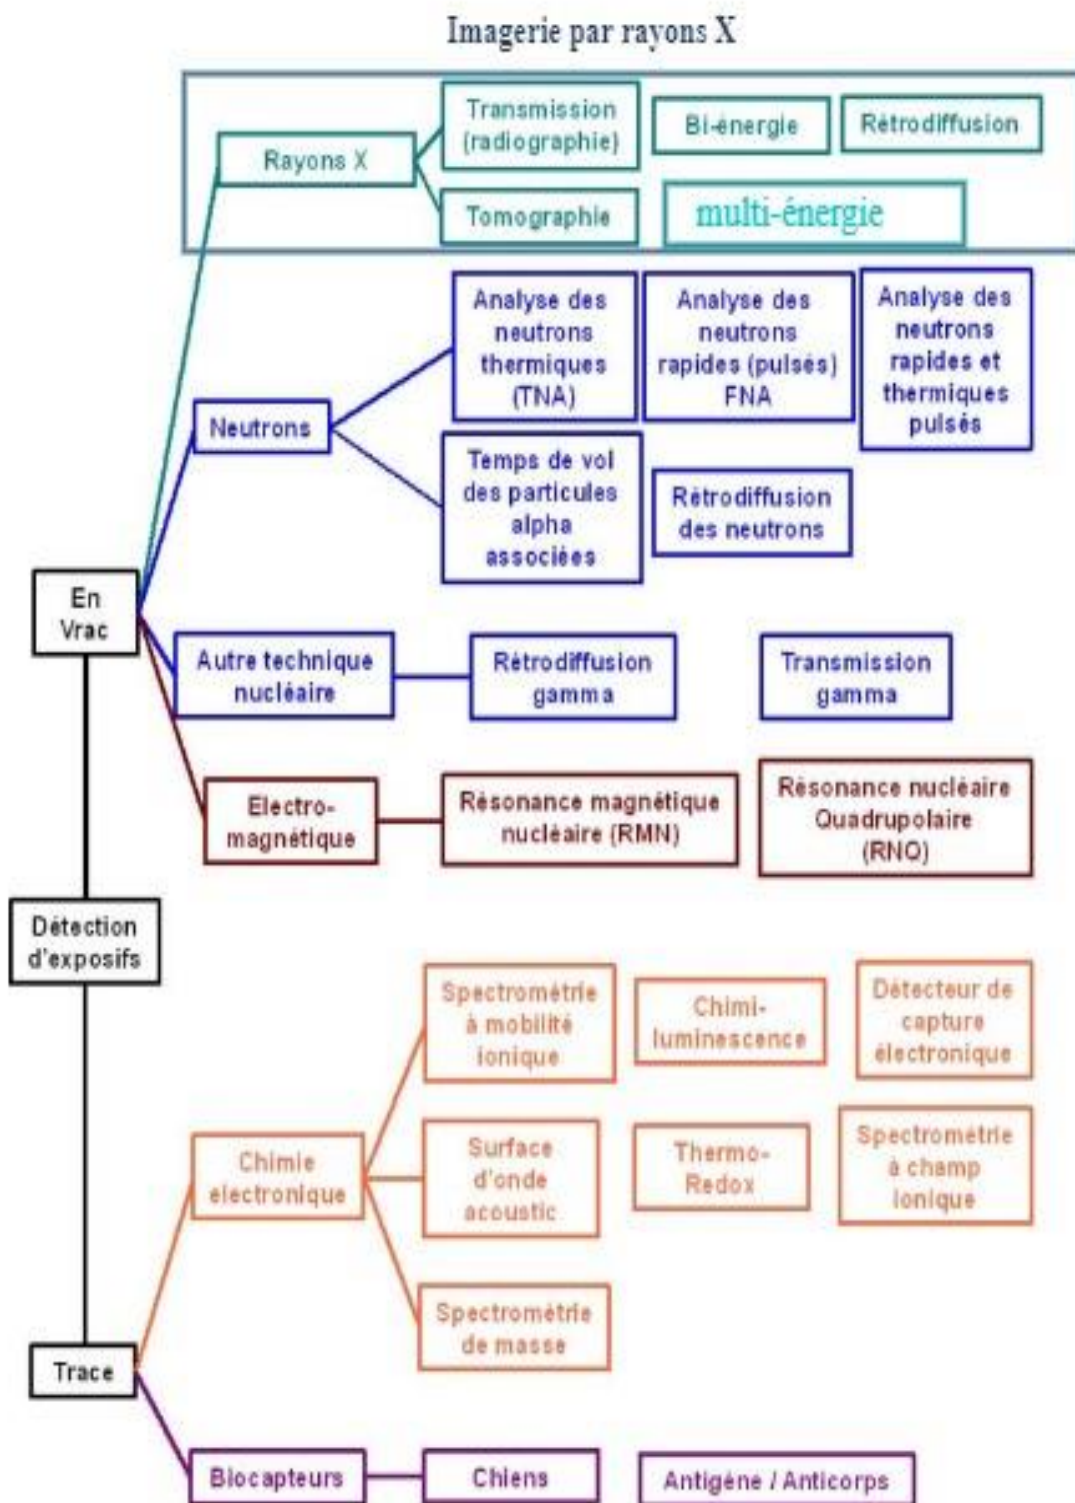 Imagerie par rayons X
Transmission
(radiographie)
Bi-énergie
Rétrodiffusion
Rayons X
Tomographie
multi-énergie
Analyse des
neutrons
thermiques
(TNA)
Analyse des
neutrons
rapides (pulsés)
FNA
Analyse des
neutrons
rapides et
thermiques
pulsés
Neutrons
Temps de vol
des particules
alpha
associées
Rétrodiffusion
des neutrons
En
Vrac
Autre technique
nucléaire
Rétrodiffusion
gamma
Transmission
gamma
Electro-
magnétique
Résonance magnétique
nucléaire (RMN)
Résonance nucléaire
Quadrupolaire
(RNQ)
Détection
d'exposifs
Spectrométrie
à mobilité
ionique
Chimi-
luminescence
Détecteur de
capture
électronique
Chimie
electronique
Surface
d'onde
acoustic
Thermo-
Redox
Spectrométrie
à champ
ionique
Spectrométrie
de masse
Trace
Biocapteurs
Chiens
Antigène / Anticorps